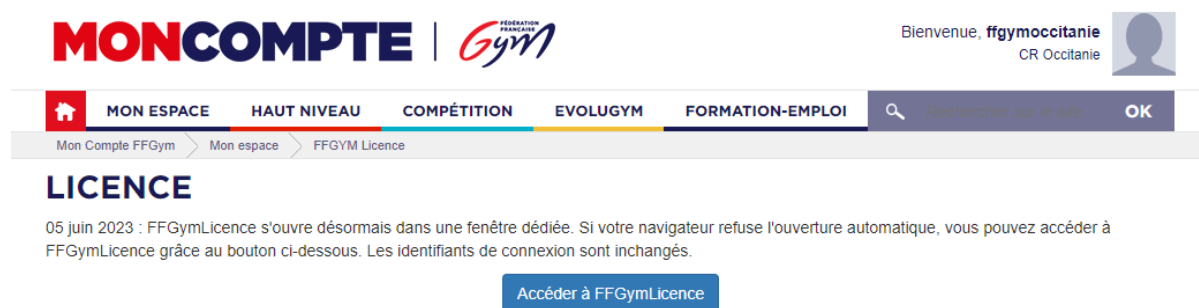 MONCOMPTE
FÉDÉRATION
FRANÇAISE
Gym
Bienvenue, ffgymoccitanie
CR Occitanie
MON ESPACE HAUT NIVEAU COMPÉTITION EVOLUGYM FORMATION-EMPLOI OK
Mon Compte FFGym Mon espace FFGYM Licence
LICENCE
05 juin 2023 : FFGymLicence s'ouvre désormais dans une fenêtre dédiée. Si votre navigateur refuse l'ouverture automatique, vous pouvez accéder à
FFGymLicence grâce au bouton ci-dessous. Les identifiants de connexion sont inchangés.
Accéder à FFGymLicence